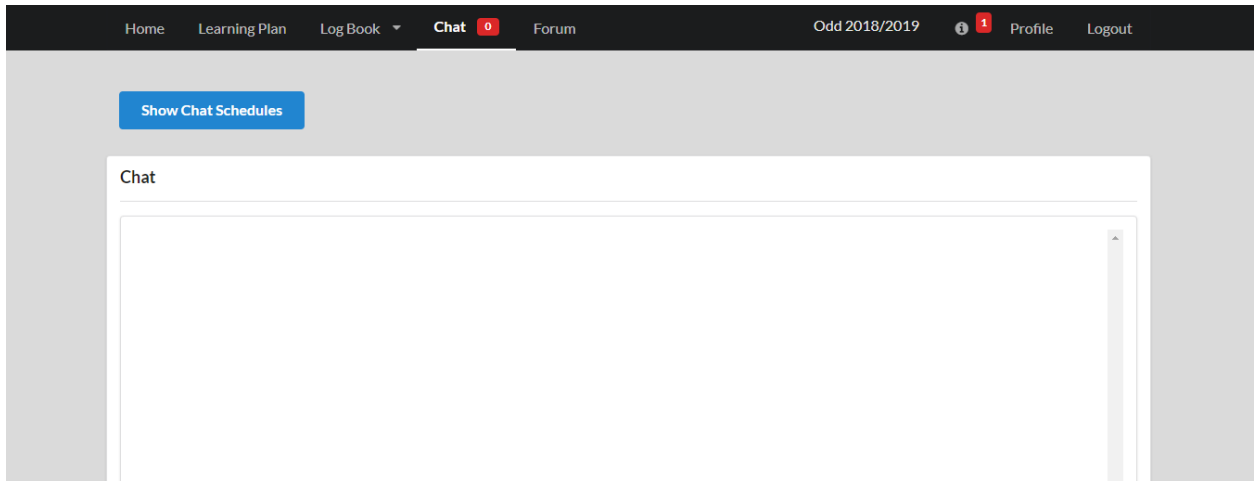 Home Learning Plan Log Book Chat 0 Forum Odd 2018/2019 1 Profile Logout
Show Chat Schedules
Chat